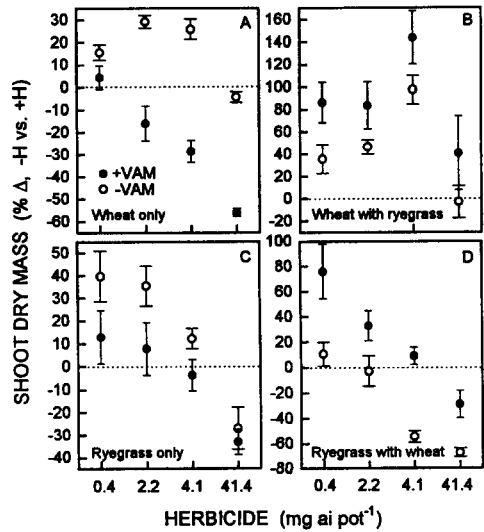 SHOOT DRY MASS (% Δ, -H vs. +H)
A
30
20
10
0
-10
-20
-30
-40
-50
-60
+VAM
-VAM
Wheat only
B
180
160
140
120
100
80
60
40
20
0
-20
Wheat with ryegrass
C
50
40
30
20
10
0
-10
-20
-30
-40
Ryegrass only
D
100
80
60
40
20
0
-20
-40
-60
-80
Ryegrass with wheat
0.4 2.2 4.1 41.4
0.4 2.2 4.1 41.4
HERBICIDE (mg ai pot⁻¹)